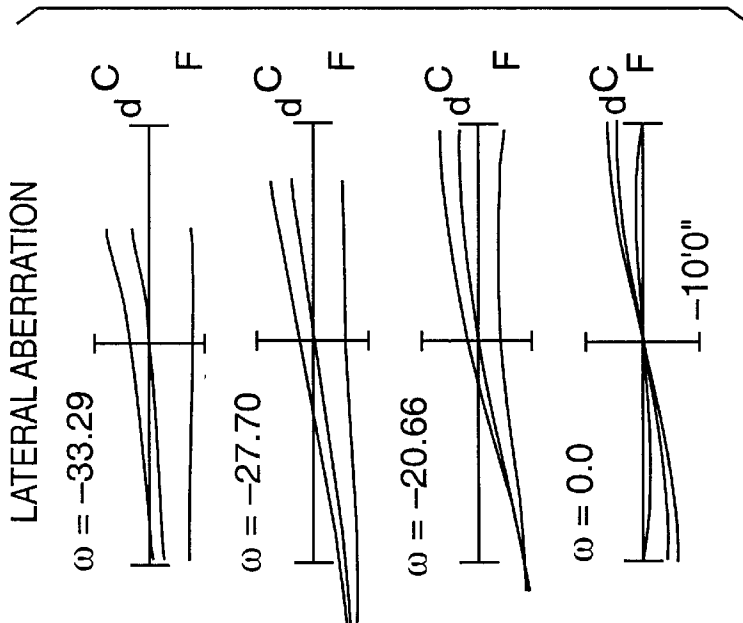 LATERAL ABERRATION
ω = −33.29
d
C
F
ω = −27.70
d
C
F
ω = −20.66
d
C
F
ω = 0.0
d
C
F
−10'0"